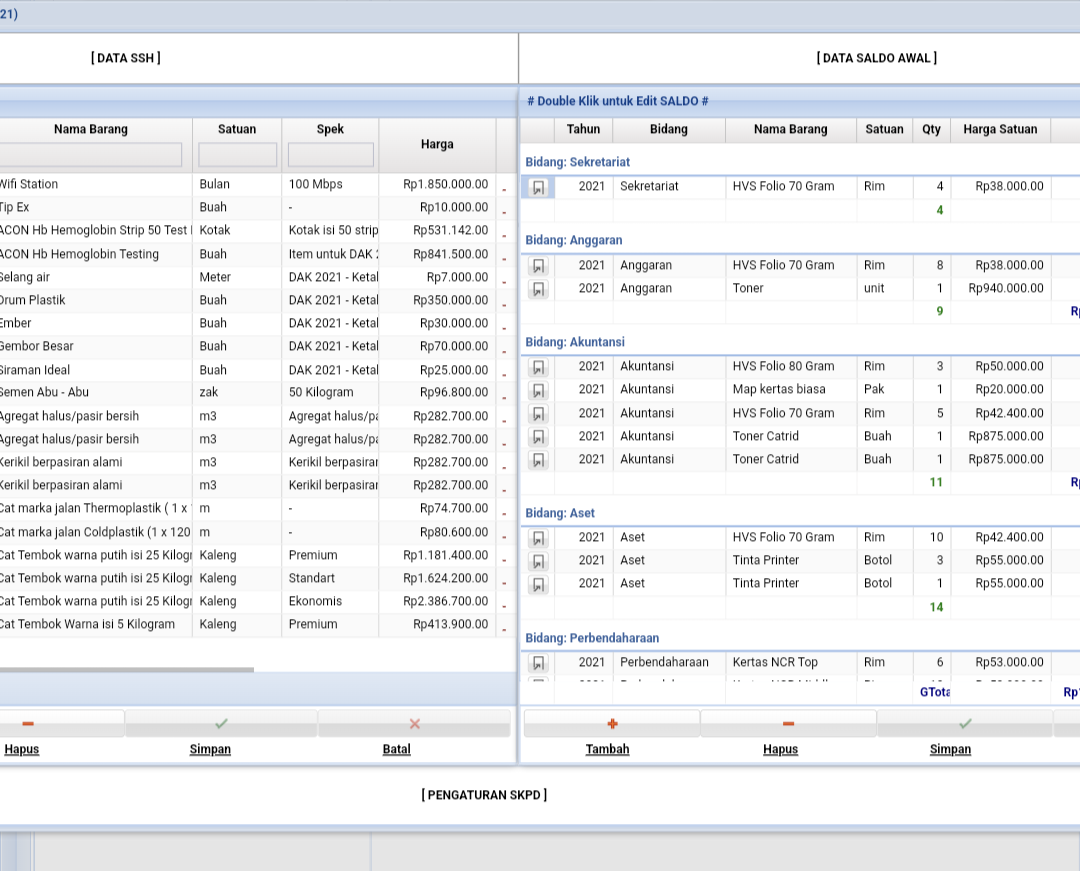 21)
[ DATA SSH ]
[ DATA SALDO AWAL ]
Nama Barang Satuan Spek Harga
Wifi Station Bulan 100 Mbps Rp1.850.000.00 -
Tip Ex Buah - Rp10.000.00 -
ACON Hb Hemoglobin Strip 50 Test Kotak Kotak isi 50 strip Rp531.142.00 -
ACON Hb Hemoglobin Testing Buah Item untuk DAK Rp841.500.00 -
Selang air Meter DAK 2021 - Ketal Rp7.000.00 -
Drum Plastik Buah DAK 2021 - Ketal Rp350.000.00 -
Ember Buah DAK 2021 - Ketal Rp30.000.00 -
Gembor Besar Buah DAK 2021 - Ketal Rp70.000.00 -
Siraman Ideal Buah DAK 2021 - Ketal Rp25.000.00 -
Semen Abu - Abu zak 50 Kilogram Rp96.800.00 -
Agregat halus/pasir bersih m3 Agregat halus/pa Rp282.700.00 -
Agregat halus/pasir bersih m3 Agregat halus/pa Rp282.700.00 -
Kerikil berpasiran alami m3 Kerikil berpasiran Rp282.700.00 -
Kerikil berpasiran alami m3 Kerikil berpasiran Rp282.700.00 -
Cat marka jalan Thermoplastik ( 1 x m - Rp74.700.00 -
Cat marka jalan Coldplastik (1 x 120 m - Rp80.600.00 -
Cat Tembok warna putih isi 25 Kilogr Kaleng Premium Rp1.181.400.00 -
Cat Tembok warna putih isi 25 Kilogr Kaleng Standart Rp1.624.200.00 -
Cat Tembok warna putih isi 25 Kilogr Kaleng Ekonomis Rp2.386.700.00 -
Cat Tembok Warna isi 5 Kilogram Kaleng Premium Rp413.900.00 -
Hapus Simpan Batal
# Double Klik untuk Edit SALDO #
Tahun Bidang Nama Barang Satuan Qty Harga Satuan
Bidang: Sekretariat
2021 Sekretariat HVS Folio 70 Gram Rim 4 Rp38.000.00
4
Bidang: Anggaran
2021 Anggaran HVS Folio 70 Gram Rim 8 Rp38.000.00
2021 Anggaran Toner unit 1 Rp940.000.00
9 Rp
Bidang: Akuntansi
2021 Akuntansi HVS Folio 80 Gram Rim 3 Rp50.000.00
2021 Akuntansi Map kertas biasa Pak 1 Rp20.000.00
2021 Akuntansi HVS Folio 70 Gram Rim 5 Rp42.400.00
2021 Akuntansi Toner Catrid Buah 1 Rp875.000.00
2021 Akuntansi Toner Catrid Buah 1 Rp875.000.00
11 Rp
Bidang: Aset
2021 Aset HVS Folio 70 Gram Rim 10 Rp42.400.00
2021 Aset Tinta Printer Botol 3 Rp55.000.00
2021 Aset Tinta Printer Botol 1 Rp55.000.00
14
Bidang: Perbendaharaan
2021 Perbendaharaan Kertas NCR Top Rim 6 Rp53.000.00
GTota Rp
Tambah Hapus Simpan
[ PENGATURAN SKPD ]